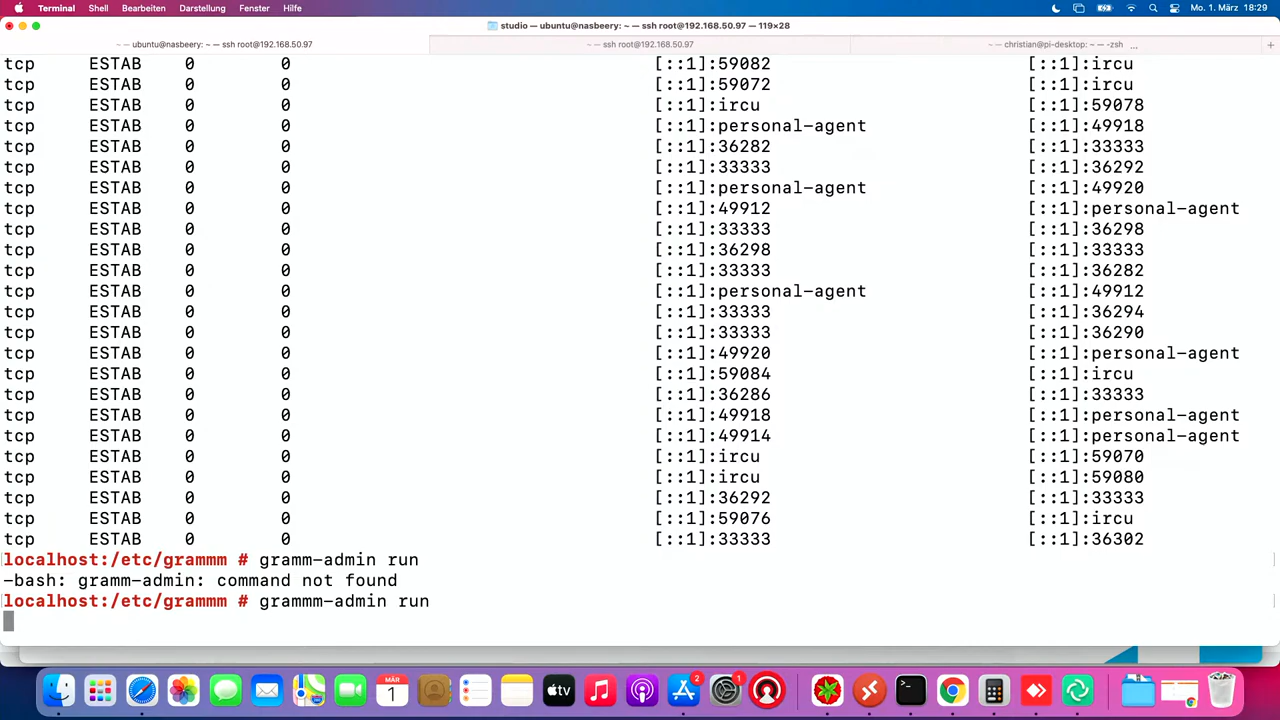 Terminal Shell Bearbeiten Darstellung Fenster Hilfe Mo. 1. März 18:29
studio — ubuntu@nasbeery: ~ — ssh root@192.168.50.97 — 119×28
~ — ubuntu@nasbeery: ~ — ssh root@192.168.50.97 ~ — ssh root@192.168.50.97 ~ — christian@pi-desktop: ~ — -zsh ... +
tcp ESTAB 0 0 [::1]:59082 [::1]:ircu
tcp ESTAB 0 0 [::1]:59072 [::1]:ircu
tcp ESTAB 0 0 [::1]:ircu [::1]:59078
tcp ESTAB 0 0 [::1]:personal-agent [::1]:49918
tcp ESTAB 0 0 [::1]:36282 [::1]:33333
tcp ESTAB 0 0 [::1]:33333 [::1]:36292
tcp ESTAB 0 0 [::1]:personal-agent [::1]:49920
tcp ESTAB 0 0 [::1]:49912 [::1]:personal-agent
tcp ESTAB 0 0 [::1]:33333 [::1]:36298
tcp ESTAB 0 0 [::1]:36298 [::1]:33333
tcp ESTAB 0 0 [::1]:33333 [::1]:36282
tcp ESTAB 0 0 [::1]:personal-agent [::1]:49912
tcp ESTAB 0 0 [::1]:33333 [::1]:36294
tcp ESTAB 0 0 [::1]:33333 [::1]:36290
tcp ESTAB 0 0 [::1]:49920 [::1]:personal-agent
tcp ESTAB 0 0 [::1]:59084 [::1]:ircu
tcp ESTAB 0 0 [::1]:36286 [::1]:33333
tcp ESTAB 0 0 [::1]:49918 [::1]:personal-agent
tcp ESTAB 0 0 [::1]:49914 [::1]:personal-agent
tcp ESTAB 0 0 [::1]:ircu [::1]:59070
tcp ESTAB 0 0 [::1]:ircu [::1]:59080
tcp ESTAB 0 0 [::1]:36292 [::1]:33333
tcp ESTAB 0 0 [::1]:59076 [::1]:ircu
tcp ESTAB 0 0 [::1]:33333 [::1]:36302
localhost:/etc/grammm # gramm-admin run
-bash: gramm-admin: command not found
localhost:/etc/grammm # grammm-admin run
MÄR
1
tv
2
1